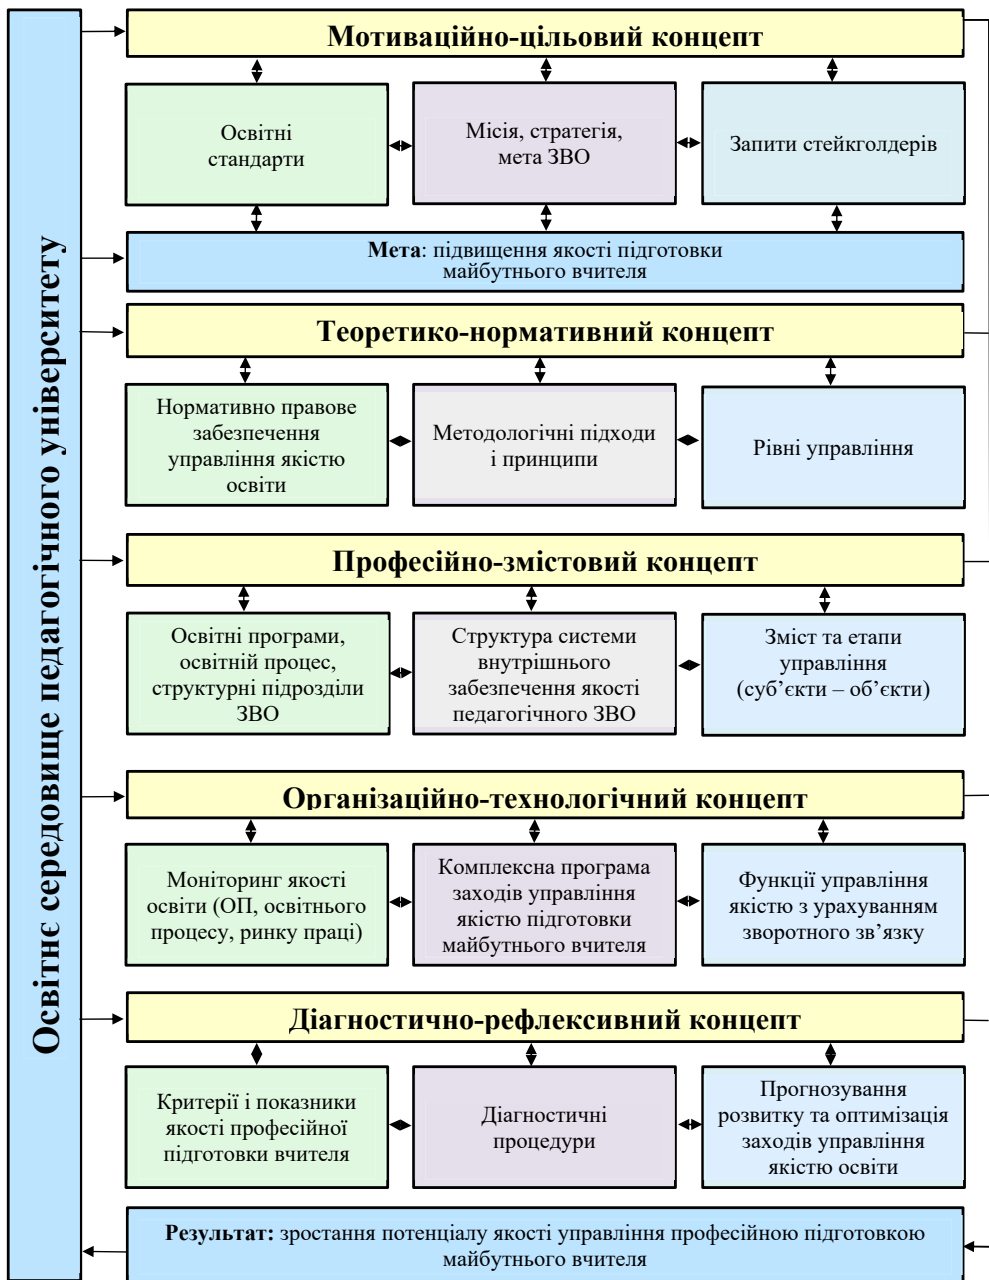 Освітнє середовище педагогічного університету
Мотиваційно-цільовий концепт
Освітні
стандарти
Місія, стратегія,
мета ЗВО
Запити стейкголдерів
Мета: підвищення якості підготовки
майбутнього вчителя
Теоретико-нормативний концепт
Нормативно правове
забезпечення
управління якістю
освіти
Методологічні підходи
і принципи
Рівні управління
Професійно-змістовий концепт
Освітні програми,
освітній процес,
структурні підрозділи
ЗВО
Структура системи
внутрішнього
забезпечення якості
педагогічного ЗВО
Зміст та етапи
управління
(суб’єкти – об’єкти)
Організаційно-технологічний концепт
Моніторинг якості
освіти (ОП, освітнього
процесу, ринку праці)
Комплексна програма
заходів управління
якістю підготовки
майбутнього вчителя
Функції управління
якістю з урахуванням
зворотного зв’язку
Діагностично-рефлексивний концепт
Критерії і показники
якості професійної
підготовки вчителя
Діагностичні
процедури
Прогнозування
розвитку та оптимізація
заходів управління
якістю освіти
Результат: зростання потенціалу якості управління професійною підготовкою
майбутнього вчителя